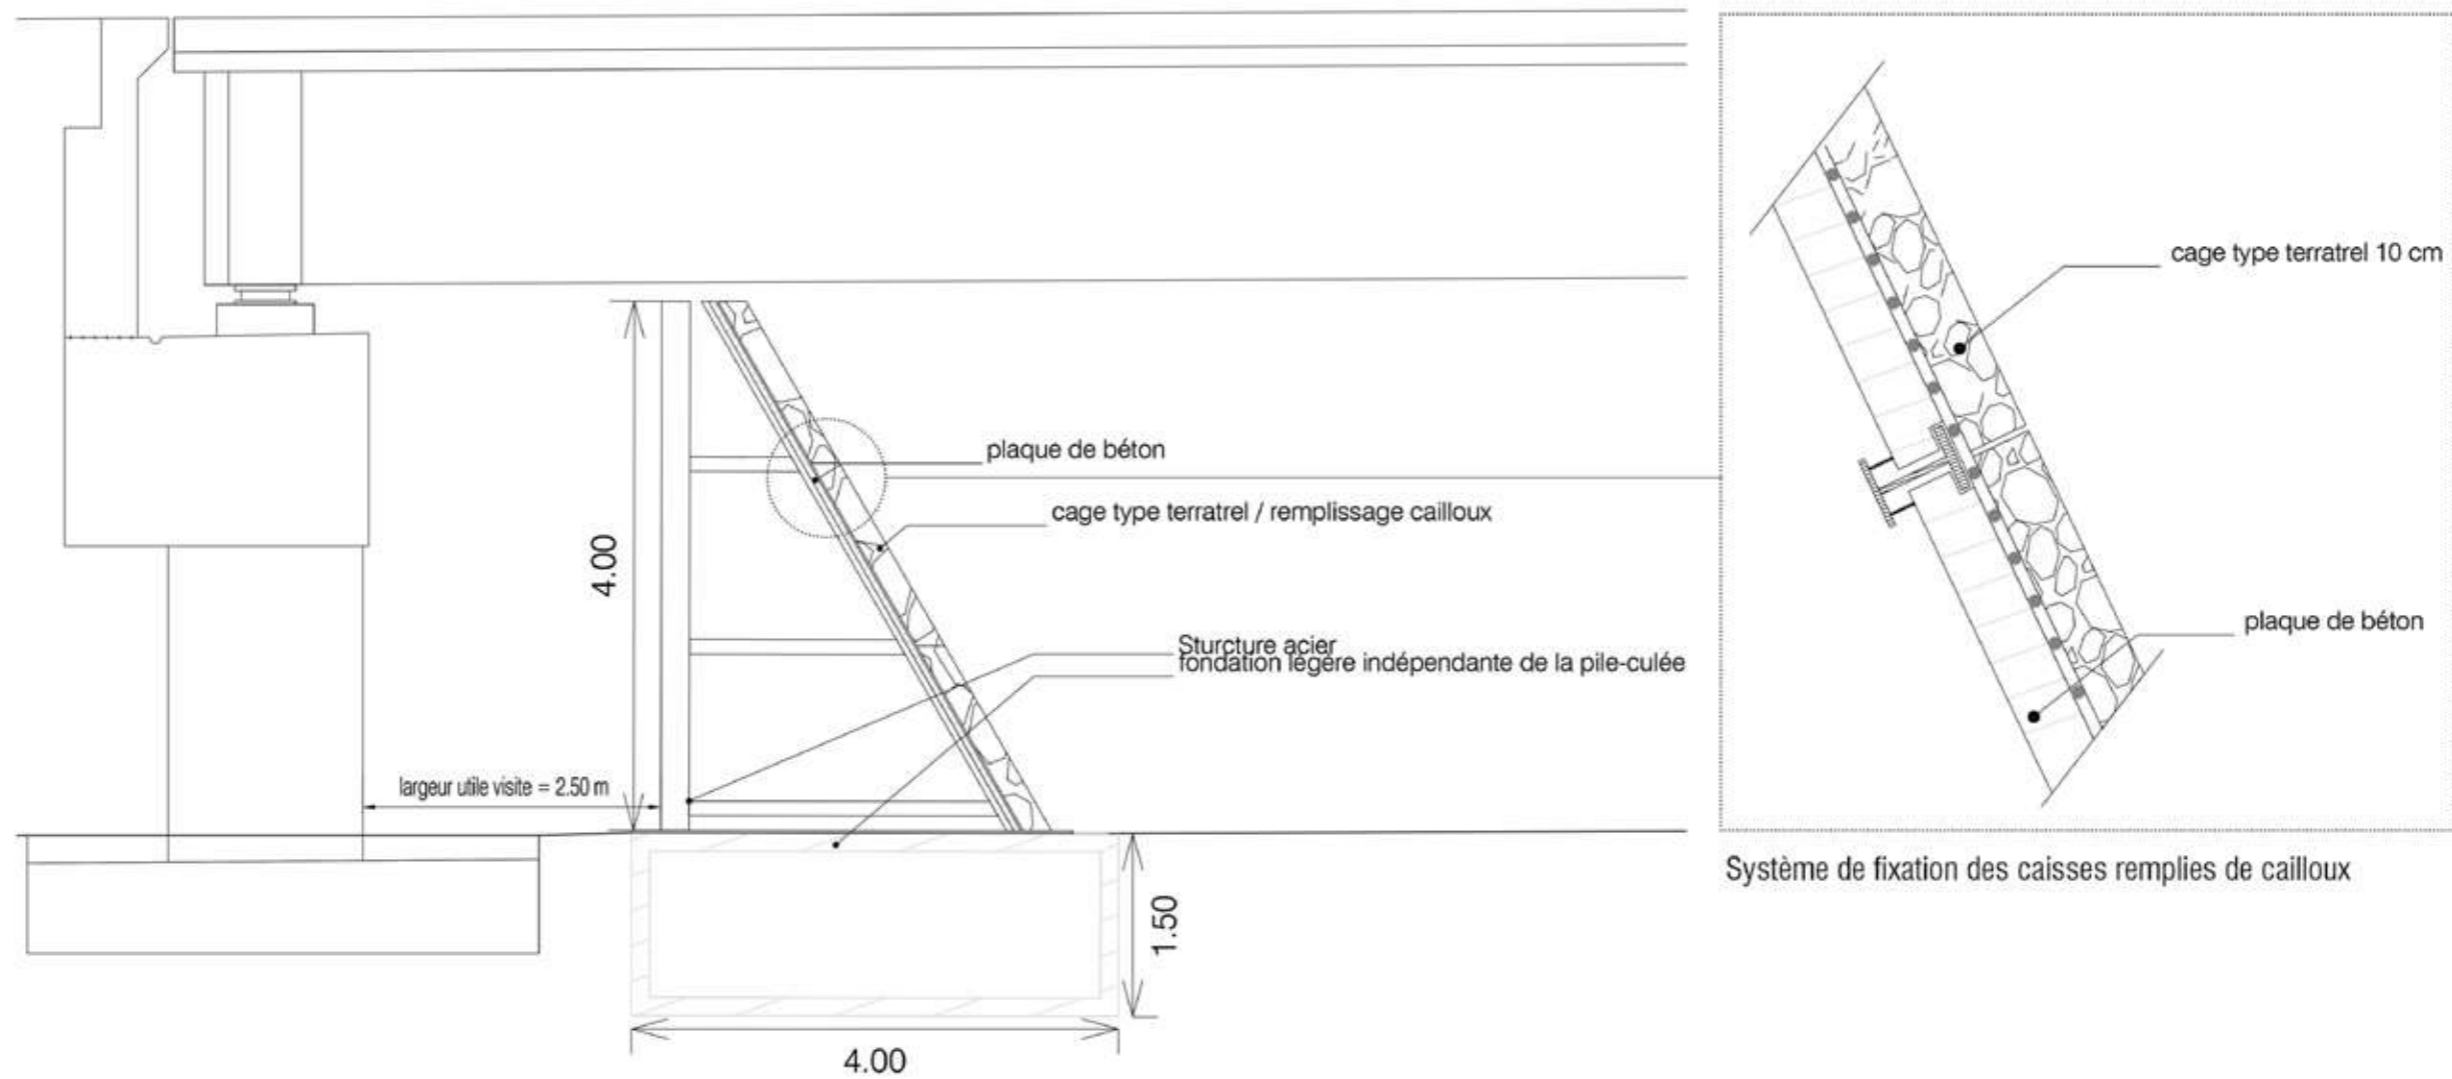 cage type terratrel 10 cm
plaque de béton
cage type terratrel / remplissage cailloux
4.00
plaque de béton
Sturcture acier
fondation légère indépendante de la pile-culée
largeur utile visite = 2.50 m
Système de fixation des caisses remplies de cailloux
1.50
4.00